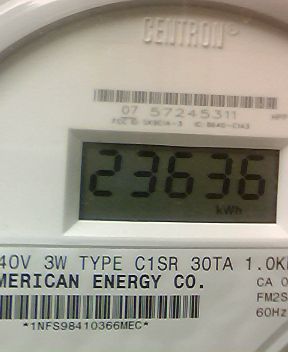 CENTRON®
07 57245311
23636
kWh
40V 3W TYPE C1SR 30TA 1.0K
MERICAN ENERGY CO.
CA 0
FM2S
60Hz
*1NFS98410366MEC*